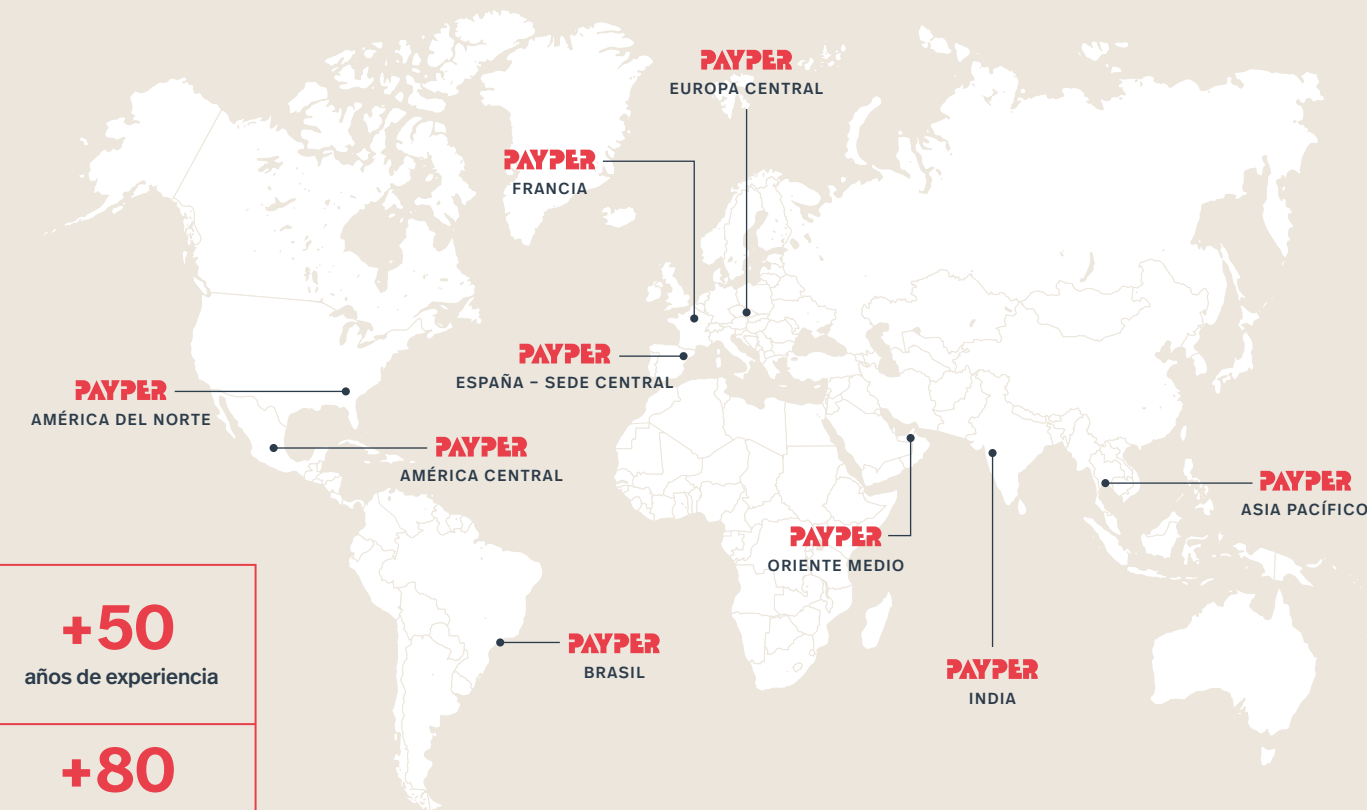 PAYPER
EUROPA CENTRAL
PAYPER
FRANCIA
PAYPER
ESPAÑA – SEDE CENTRAL
PAYPER
AMÉRICA DEL NORTE
PAYPER
AMÉRICA CENTRAL
PAYPER
ASIA PACÍFICO
PAYPER
ORIENTE MEDIO
PAYPER
BRASIL
PAYPER
INDIA
+50
años de experiencia
+80